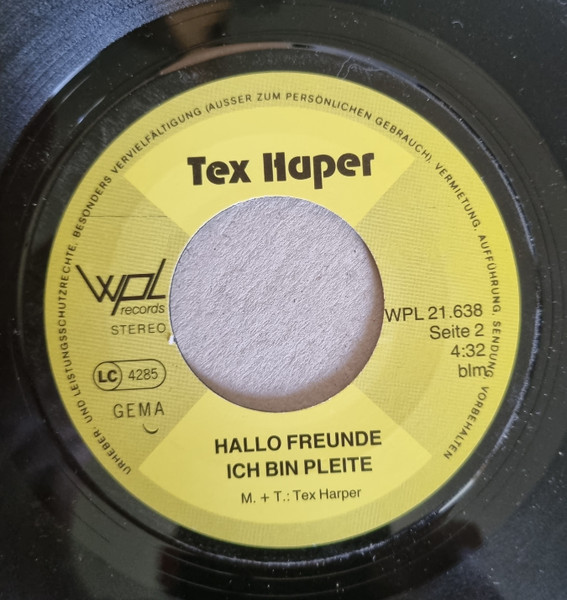 URHEBER- UND LEISTUNGSSCHUTZRECHTE, BESONDERS VERVIELFÄLTIGUNG (AUSSER ZUM PERSÖNLICHEN GEBRAUCH), VERMIETUNG, AUFFÜHRUNG, SENDUNG VORBEHALTEN
Tex Haper
wpl
records
STEREO
LC 4285
GEMA
WPL 21.638
Seite 2
4:32
blm
HALLO FREUNDE
ICH BIN PLEITE
M. + T.: Tex Harper